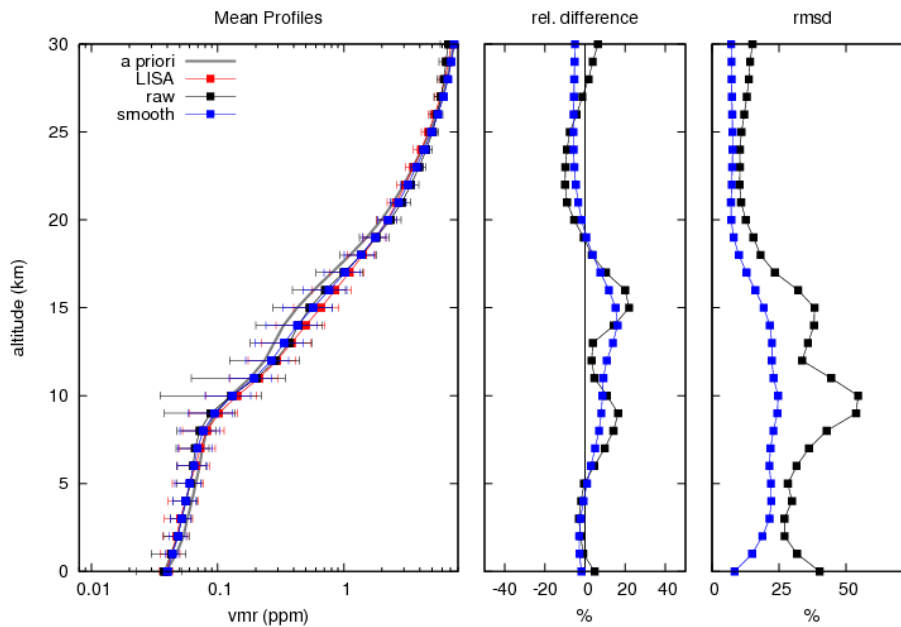 Mean Profiles
rel. difference
rmsd
altitude (km)
30
25
20
15
10
5
0
a priori
LISA
raw
smooth
0.01
0.1
1
vmr (ppm)
-40
-20
0
20
40
%
0
25
50
%